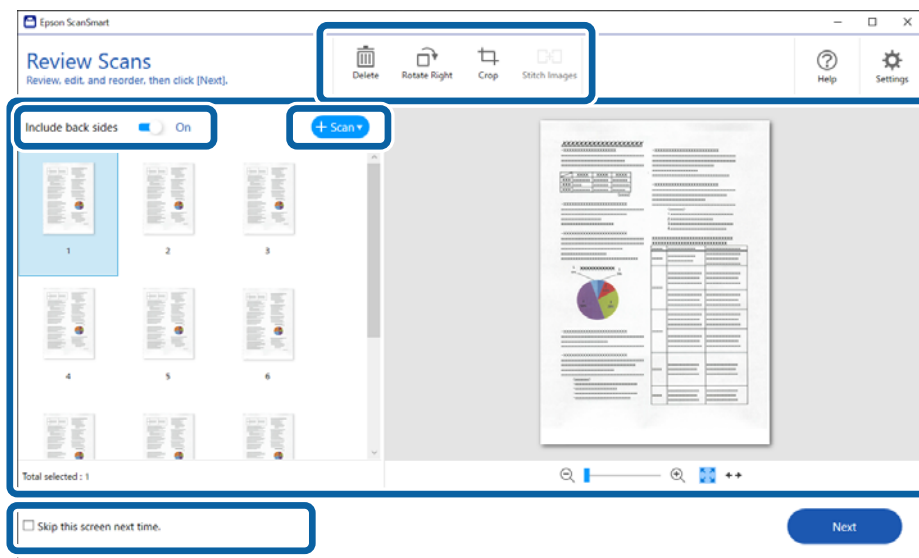 Epson ScanSmart
Review Scans
Review, edit, and reorder, then click [Next].
Delete
Rotate Right
Crop
Stitch Images
Help
Settings
Include back sides
On
+ Scan
1
2
3
4
5
6
Total selected : 1
Skip this screen next time.
Next